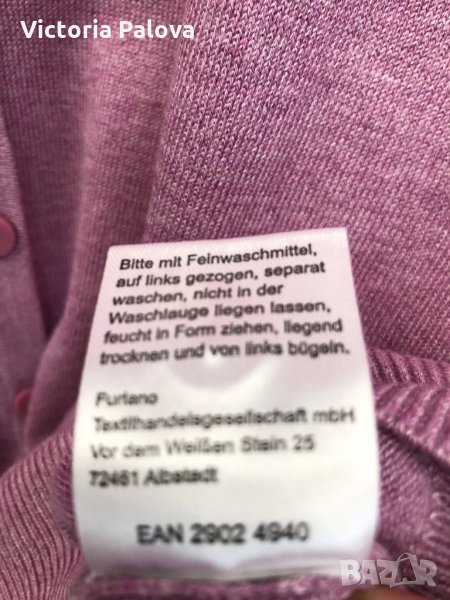 Victoria Palova
Bitte mit Feinwaschmittel,
auf links gezogen, separat
waschen, nicht in der
Waschlauge liegen lassen,
feucht in Form ziehen, liegend
trocknen und von links bügeln.
Furlano
Textilhandelsgesellschaft mbH
Vor dem Weißen Stein 25
72461 Albstadt
EAN 2902 4940
BAZAR.BG